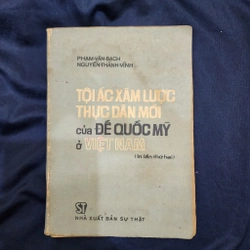 PHẠM-VĂN-BẠCH
NGUYỄN-THÀNH-VĨNH
TỘI ÁC XÂM LƯỢC
THỰC DÂN MỚI
của ĐẾ QUỐC MỸ
ở VIỆT NAM
(in lần thứ hai)
ST
NHÀ XUẤT BẢN SỰ THẬT